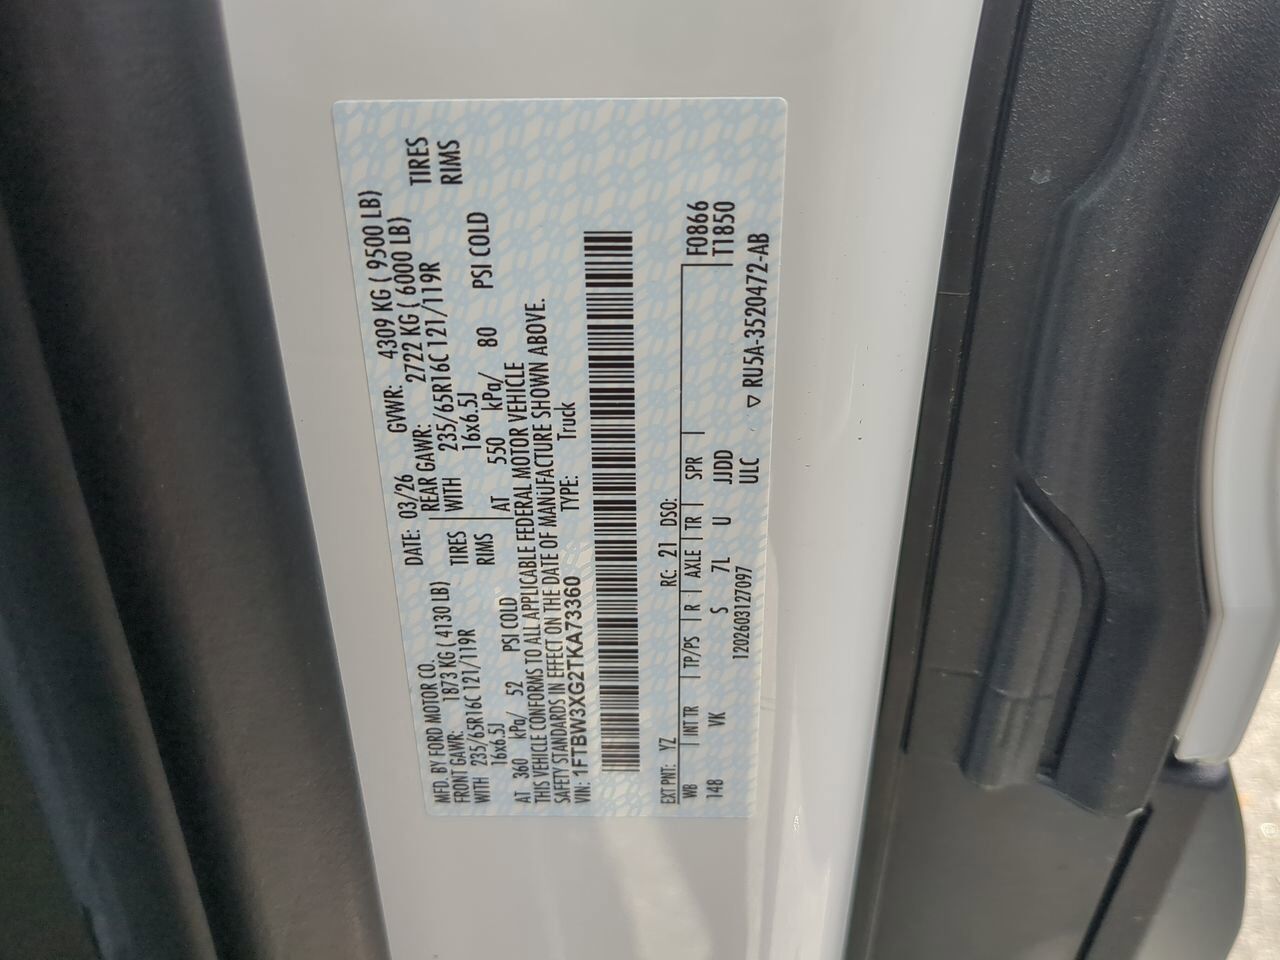 MFD. BY FORD MOTOR CO.
DATE: 03/26 GVWR: 4309 KG ( 9500 LB)
FRONT GAWR: 1873 KG ( 4130 LB) REAR GAWR: 2722 KG ( 6000 LB)
WITH 235/65R16C 121/119R TIRES WITH 235/65R16C 121/119R TIRES
16x6.5J RIMS 16x6.5J RIMS
AT 360 kPa/ 52 PSI COLD AT 550 kPa/ 80 PSI COLD
THIS VEHICLE CONFORMS TO ALL APPLICABLE FEDERAL MOTOR VEHICLE
SAFETY STANDARDS IN EFFECT ON THE DATE OF MANUFACTURE SHOWN ABOVE.
VIN: 1FTBW3XG2TKA73360 TYPE: Truck
EXT PNT: YZ RC: 21 DSO: F0866
WB INT TR TP/PS R AXLE TR SPR T1850
148 VK S 7L U JJDD
1202603127097 ULC ▽ RU5A-3520472-AB